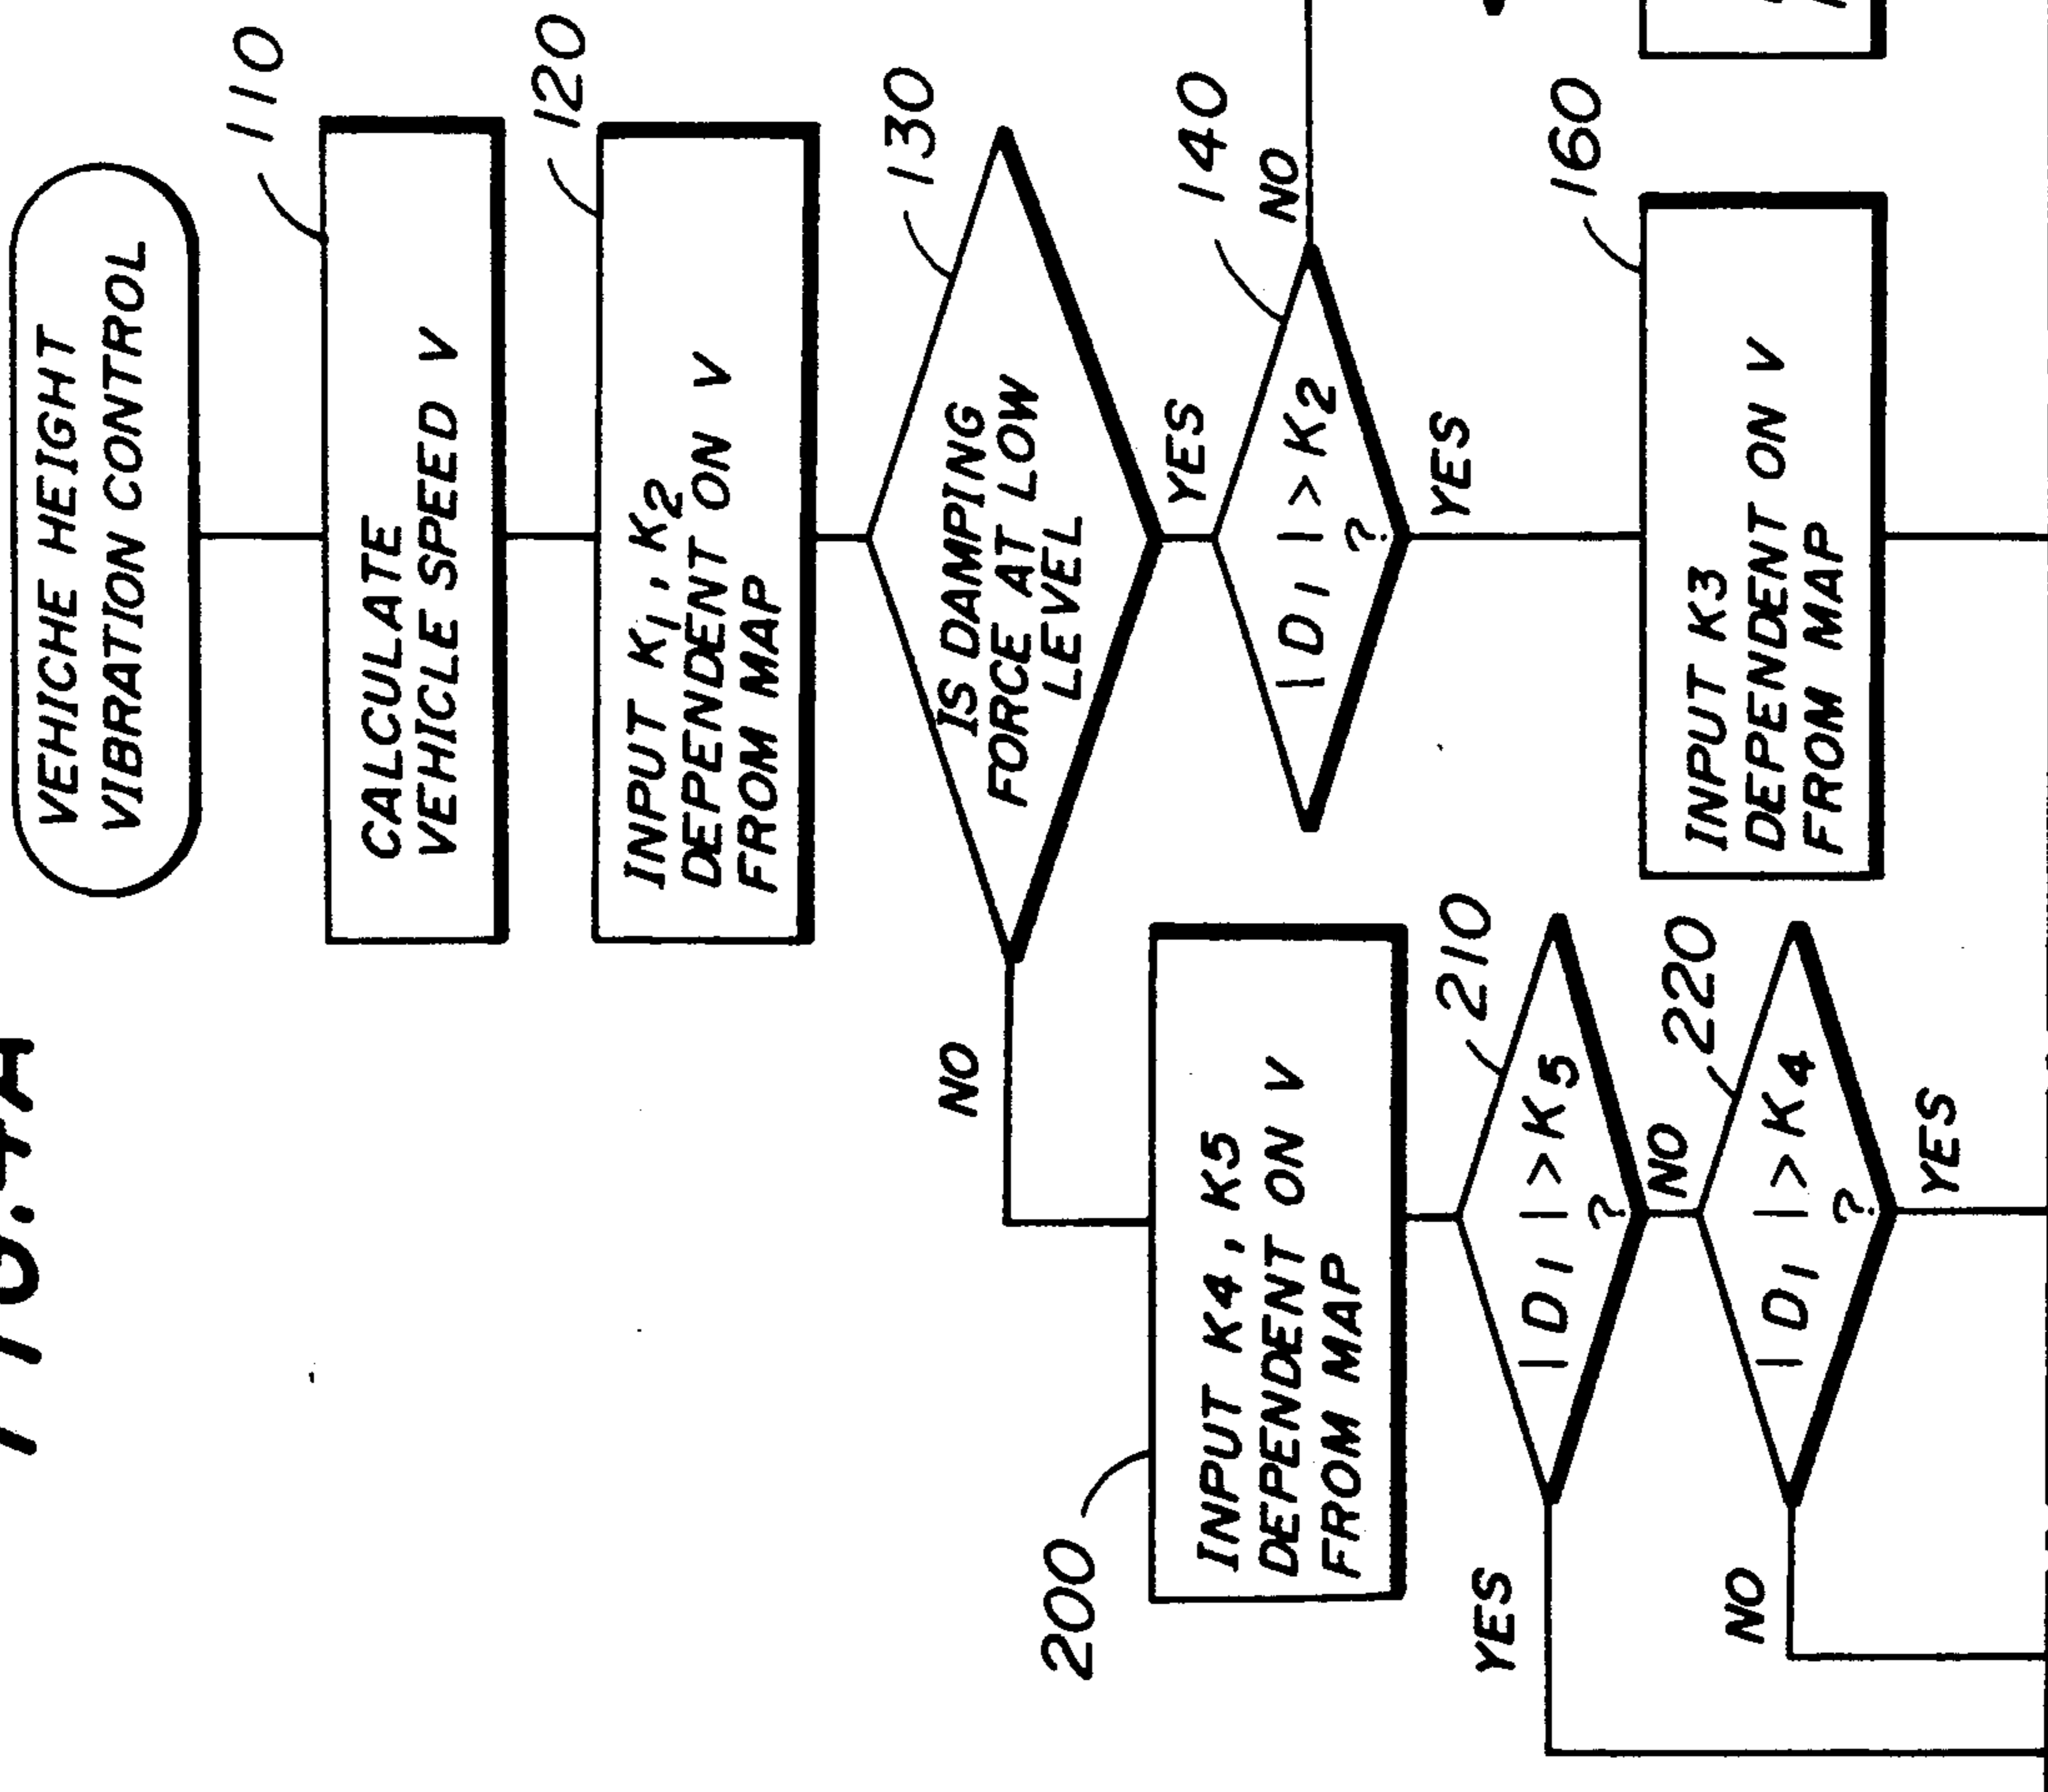 VEHICHE HEIGHT
VIBRATION CONTROL
110
CALCULATE
VEHICLE SPEED V
120
INPUT K1, K2
DEPENDENT ON V
FROM MAP
130
IS DAMPING
FORCE AT LOW
LEVEL
NO
YES
140
|D1|>K2
?
NO
YES
160
INPUT K3
DEPENDENT ON V
FROM MAP
200
INPUT K4, K5
DEPENDENT ON V
FROM MAP
210
|D1|>K5
?
YES
NO
220
|D1|>K4
?
NO
YES